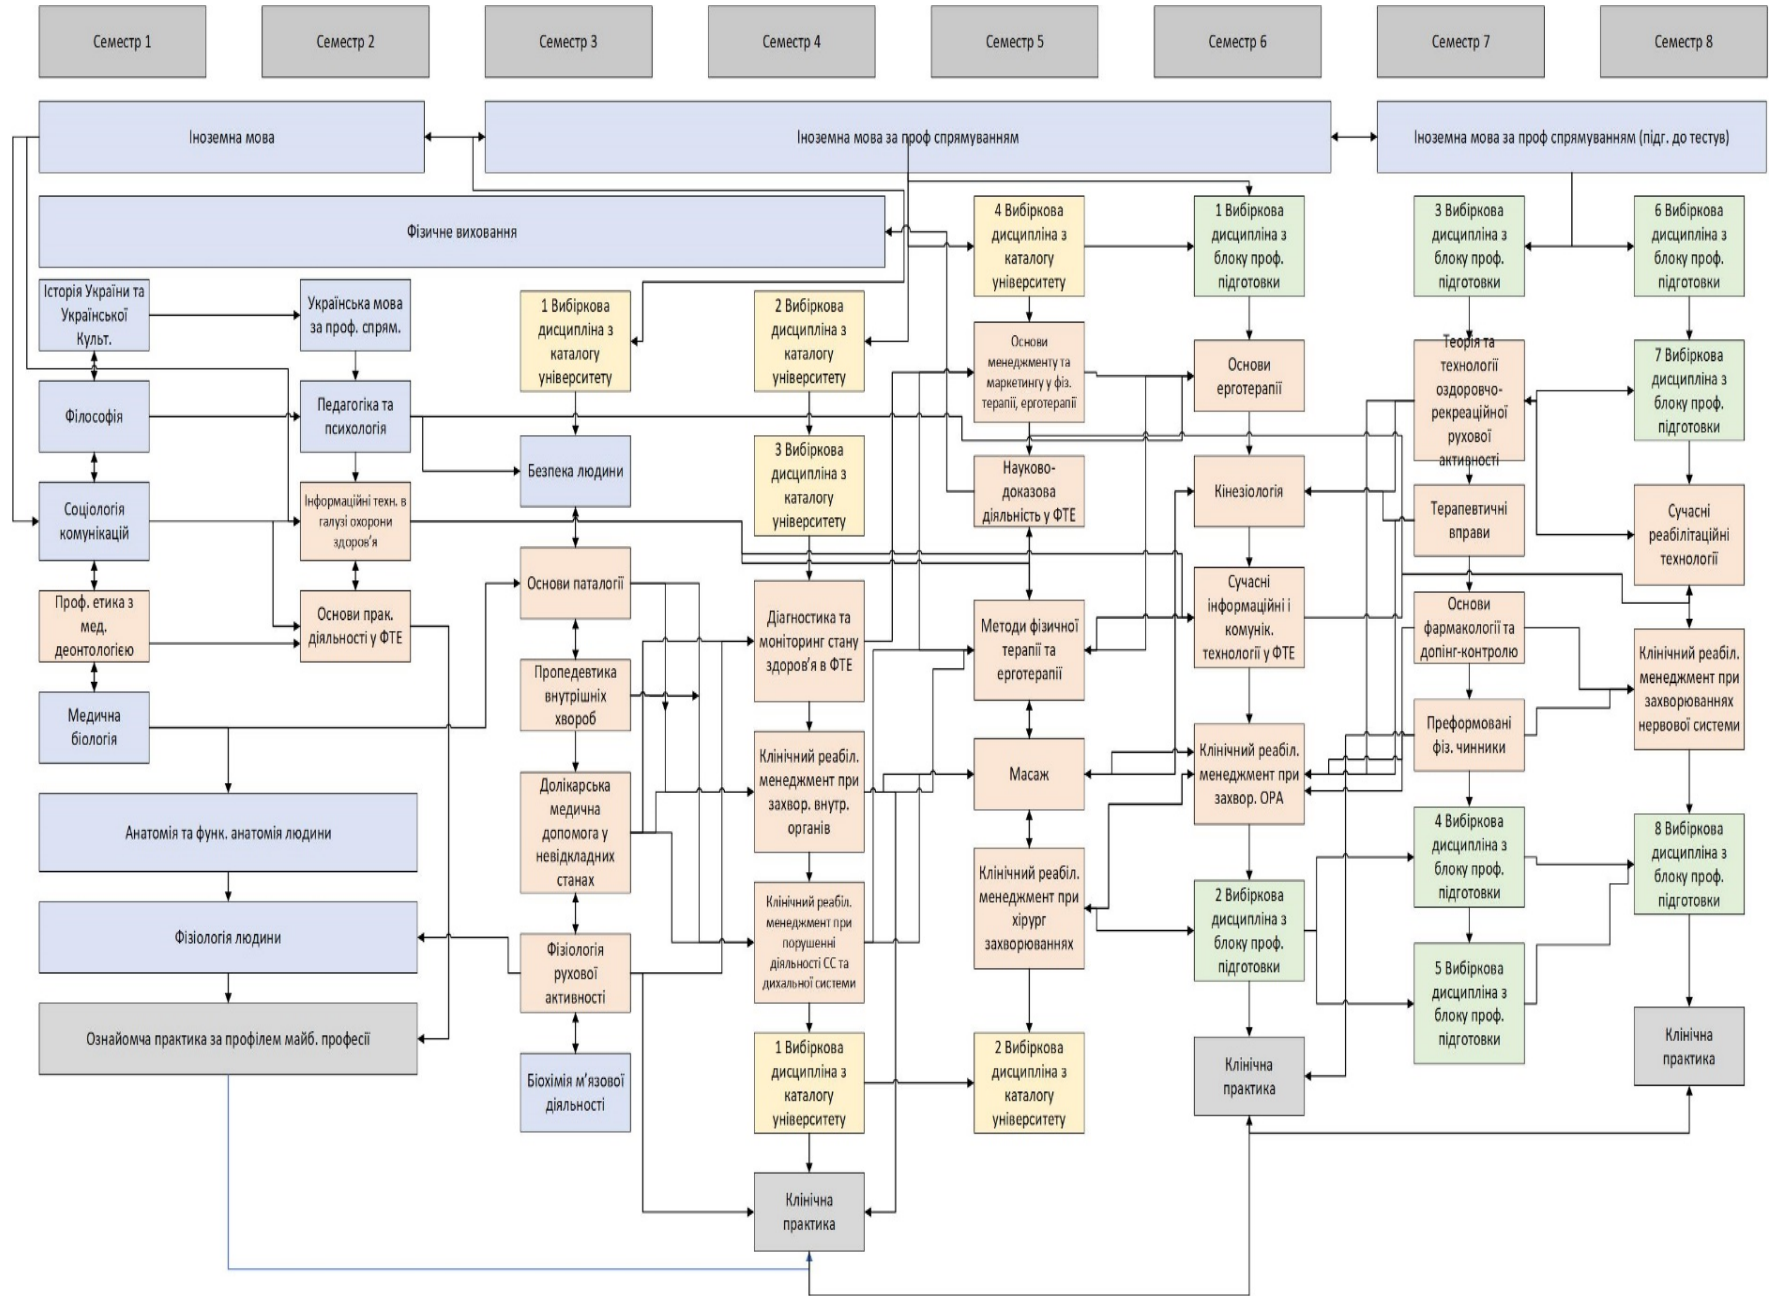 Семестр 1
Семестр 2
Семестр 3
Семестр 4
Семестр 5
Семестр 6
Семестр 7
Семестр 8
Іноземна мова
Іноземна мова за проф спрямуванням
Іноземна мова за проф спрямуванням (підг. до тестув)
Фізичне виховання
Історія України та
Української
Культ.
Філософія
Соціологія
комунікацій
Проф. етика з
мед.
деонтологією
Медична
біологія
Анатомія та функ. анатомія людини
Фізіологія людини
Ознайомча практика за профілем майб. професії
Українська мова
за проф. спрям.
Педагогіка та
психологія
Інформаційні техн. в
галузі охорони
здоров’я
Основи прак.
діяльності у ФТЕ
1 Вибіркова
дисципліна з
каталогу
університету
Безпека людини
Основи паталогії
Пропедевтика
внутрішніх
хвороб
Долікарська
медична
допомога у
невідкладних
станах
Фізіологія
рухової
активності
Біохімія м’язової
діяльності
2 Вибіркова
дисципліна з
каталогу
університету
3 Вибіркова
дисципліна з
каталогу
університету
Діагностика та
моніторинг стану
здоров’я в ФТЕ
Клінічний реабіл.
менеджмент при
захвор. внутр.
органів
Клінічний реабіл.
менеджмент при
порушенні
діяльності СС та
дихальної системи
1 Вибіркова
дисципліна з
каталогу
університету
Клінічна
практика
4 Вибіркова
дисципліна з
каталогу
університету
Основи
менеджменту та
маркетингу у фіз.
терапії, ерготерапії
Науково-
доказова
діяльність у ФТЕ
Методи фізичної
терапії та
ерготерапії
Масаж
Клінічний реабіл.
менеджмент при
хірург
захворюваннях
2 Вибіркова
дисципліна з
каталогу
університету
1 Вибіркова
дисципліна з
блоку проф.
підготовки
Основи
ерготерапії
Кінезіологія
Сучасні
інформаційні і
комунік.
технології у ФТЕ
Клінічний реабіл.
менеджмент при
захвор. ОРА
2 Вибіркова
дисципліна з
блоку проф.
підготовки
Клінічна
практика
3 Вибіркова
дисципліна з
блоку проф.
підготовки
Теорія та
технології
оздоровчо-
рекреаційної
рухової
активності
Терапевтичні
вправи
Основи
фармакології та
допінг-контролю
Преформовані
фіз. чинники
4 Вибіркова
дисципліна з
блоку проф.
підготовки
5 Вибіркова
дисципліна з
блоку проф.
підготовки
6 Вибіркова
дисципліна з
блоку проф.
підготовки
7 Вибіркова
дисципліна з
блоку проф.
підготовки
Сучасні
реабілітаційні
технології
Клінічний реабіл.
менеджмент при
захворюваннях
нервової системи
8 Вибіркова
дисципліна з
блоку проф.
підготовки
Клінічна
практика